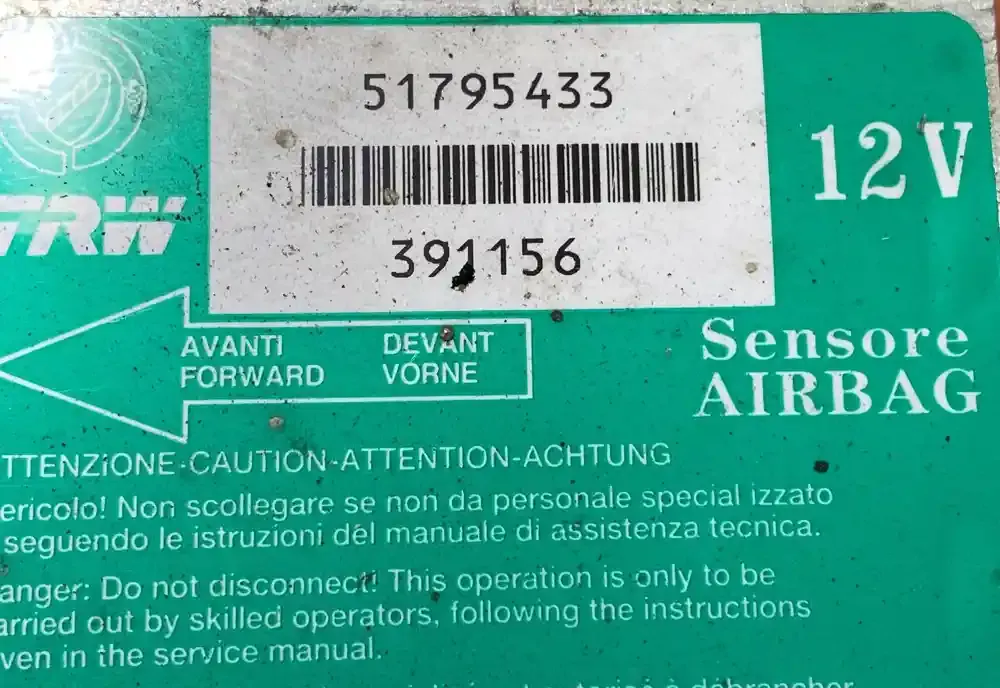 51795433
12V
TRW
391156
AVANTI DEVANT
FORWARD VORNE
Sensore
AIRBAG
TTENZIONE-CAUTION-ATTENTION-ACHTUNG
ericolo! Non scollegare se non da personale special izzato
seguendo le istruzioni del manuale di assistenza tecnica.
anger: Do not disconnect! This operation is only to be
arried out by skilled operators, following the instructions
ven in the service manual.